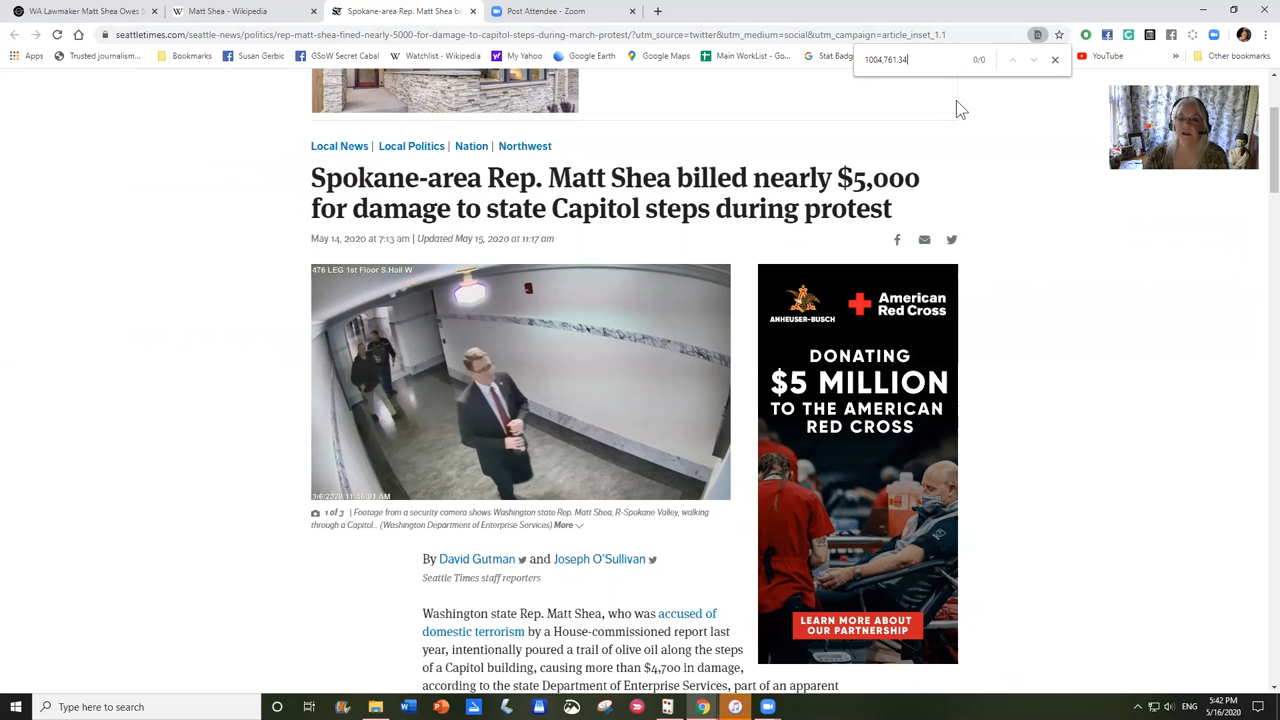 WA Lawmaker Matt Shea Owes S
Matt Shea - Wikipedia
Spokane-area Rep. Matt Shea bil
Post Attendee - Zoom
seattletimes.com/seattle-news/politics/rep-matt-shea-fined-nearly-5000-for-damage-to-capitol-steps-during-march-protest/?utm_source=twitter&utm_medium=social&utm_campaign=article_inset_1.1
Apps
Trusted journalism...
Bookmarks
Susan Gerbic
GSoW Secret Cabal
Watchlist - Wikipedia
My Yahoo
Google Earth
Google Maps
Main WorkList - Go...
Stat Badg
YouTube
»
Other bookmarks
1004,761.34
0/0
Local News | Local Politics | Nation | Northwest
Spokane-area Rep. Matt Shea billed nearly $5,000
for damage to state Capitol steps during protest
May 14, 2020 at 7:13 am | Updated May 15, 2020 at 11:17 am
476 LEG 1st Floor S.Hall W
3/6/2020 11:46:01 AM
1 of 3 | Footage from a security camera shows Washington state Rep. Matt Shea, R-Spokane Valley, walking
through a Capitol... (Washington Department of Enterprise Services) More
By David Gutman and Joseph O'Sullivan
Seattle Times staff reporters
Washington state Rep. Matt Shea, who was accused of
domestic terrorism by a House-commissioned report last
year, intentionally poured a trail of olive oil along the steps
of a Capitol building, causing more than $4,700 in damage,
according to the state Department of Enterprise Services, part of an apparent
ANHEUSER-BUSCH
American
Red Cross
DONATING
$5 MILLION
TO THE AMERICAN
RED CROSS
LEARN MORE ABOUT
OUR PARTNERSHIP
Type here to search
ENG
5:42 PM
5/16/2020